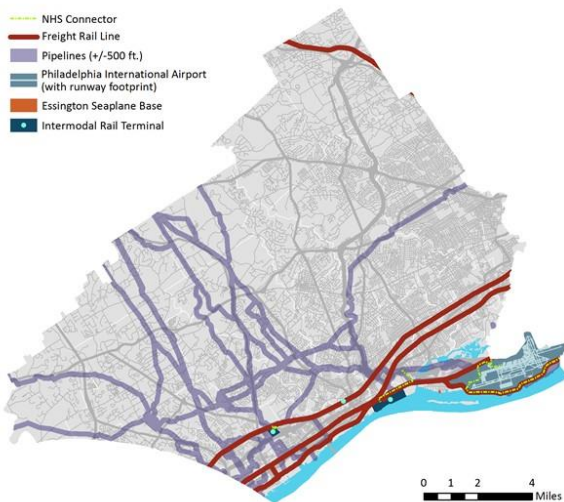 NHS Connector
Freight Rail Line
Pipelines (+/-500 ft.)
Philadelphia International Airport
(with runway footprint)
Essington Seaplane Base
Intermodal Rail Terminal
0 1 2 4
Miles